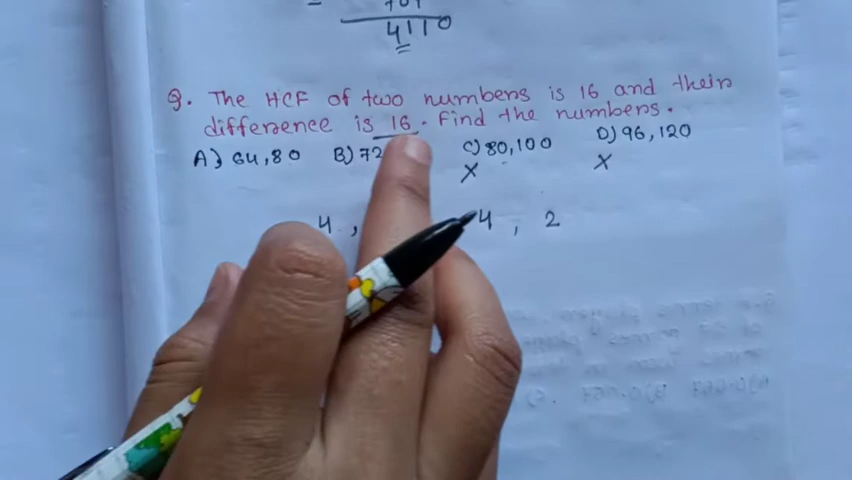 4110
Q. The HCF of two numbers is 16 and their
difference is 16. Find the numbers.
A) 64,80 B) 72 C) 80,100 D) 96,120
X X
4 , 4 , 2